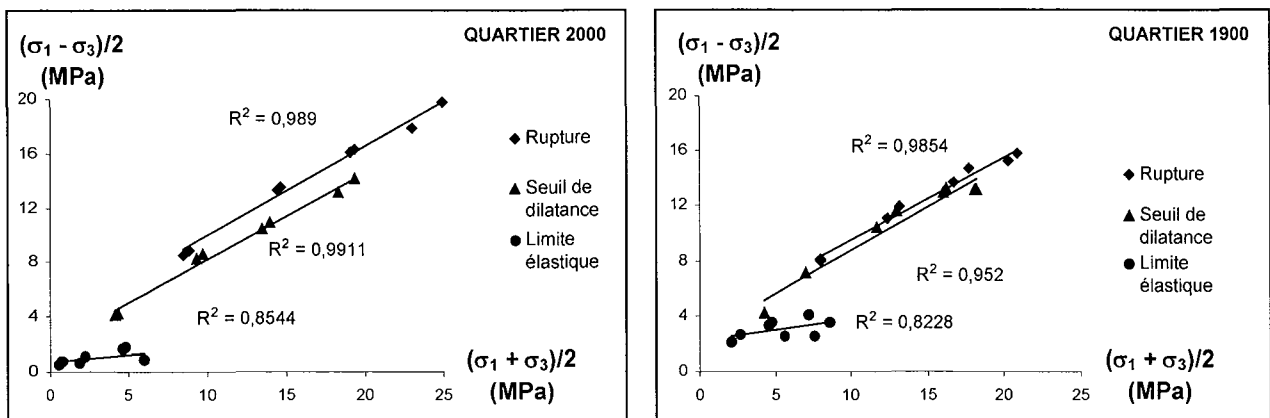 QUARTIER 2000
(σ1 - σ3)/2
(MPa)
20
16
12
8
4
0
R² = 0,989
R² = 0,9911
R² = 0,8544
Rupture
Seuil de
dilatance
Limite
élastique
(σ1 + σ3)/2
(MPa)
0 5 10 15 20 25
QUARTIER 1900
(σ1 - σ3)/2
(MPa)
20
16
12
8
4
0
R² = 0,9854
R² = 0,952
R² = 0,8228
Rupture
Seuil de
dilatance
Limite
élastique
(σ1 + σ3)/2
(MPa)
0 5 10 15 20 25